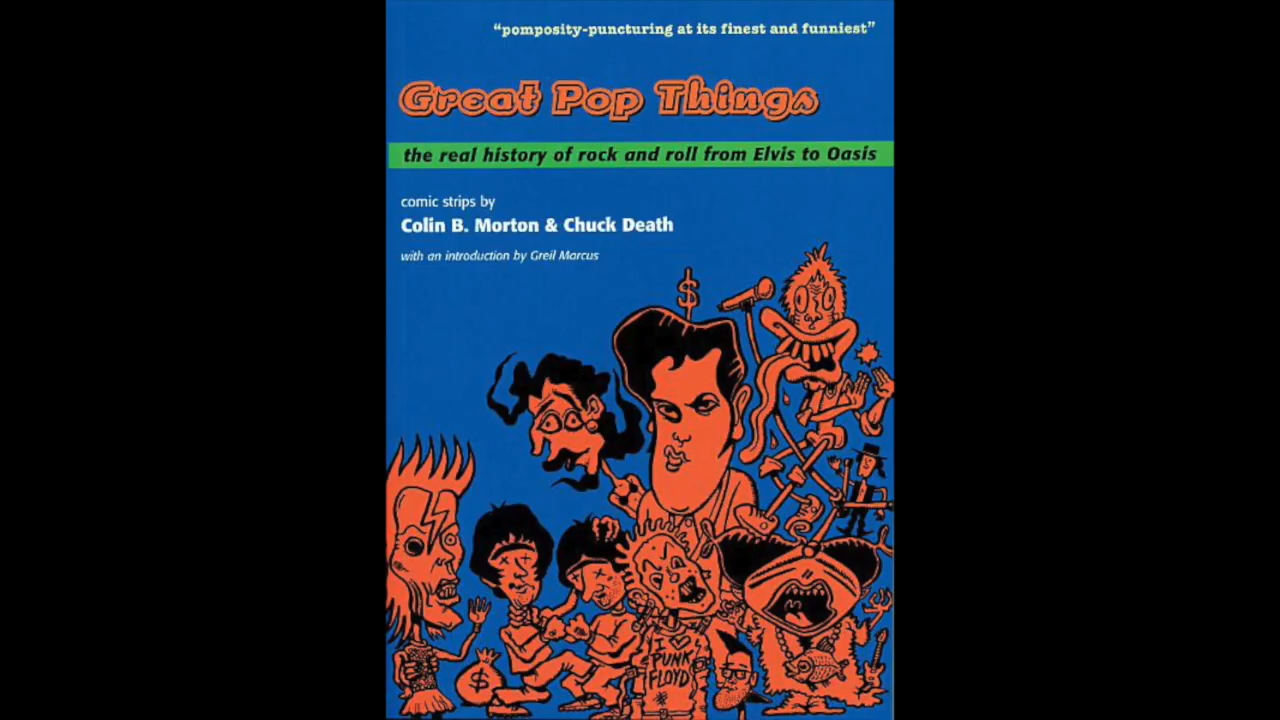 “pomposity-puncturing at its finest and funniest”
Great Pop Things
the real history of rock and roll from Elvis to Oasis
comic strips by
Colin B. Morton & Chuck Death
with an introduction by Greil Marcus
$
I ♡
PUNK
FLOYD
$